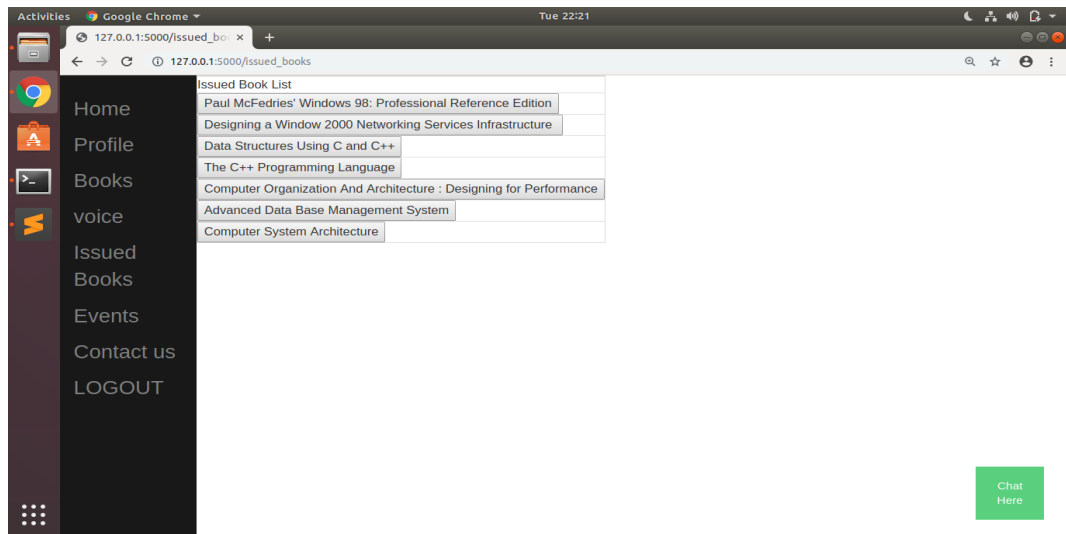 Activities Google Chrome Tue 22:21
127.0.0.1:5000/issued_boo
127.0.0.1:5000/issued_books
Home
Profile
Books
voice
Issued
Books
Events
Contact us
LOGOUT
Issued Book List
Paul McFedries' Windows 98: Professional Reference Edition
Designing a Window 2000 Networking Services Infrastructure
Data Structures Using C and C++
The C++ Programming Language
Computer Organization And Architecture : Designing for Performance
Advanced Data Base Management System
Computer System Architecture
Chat
Here